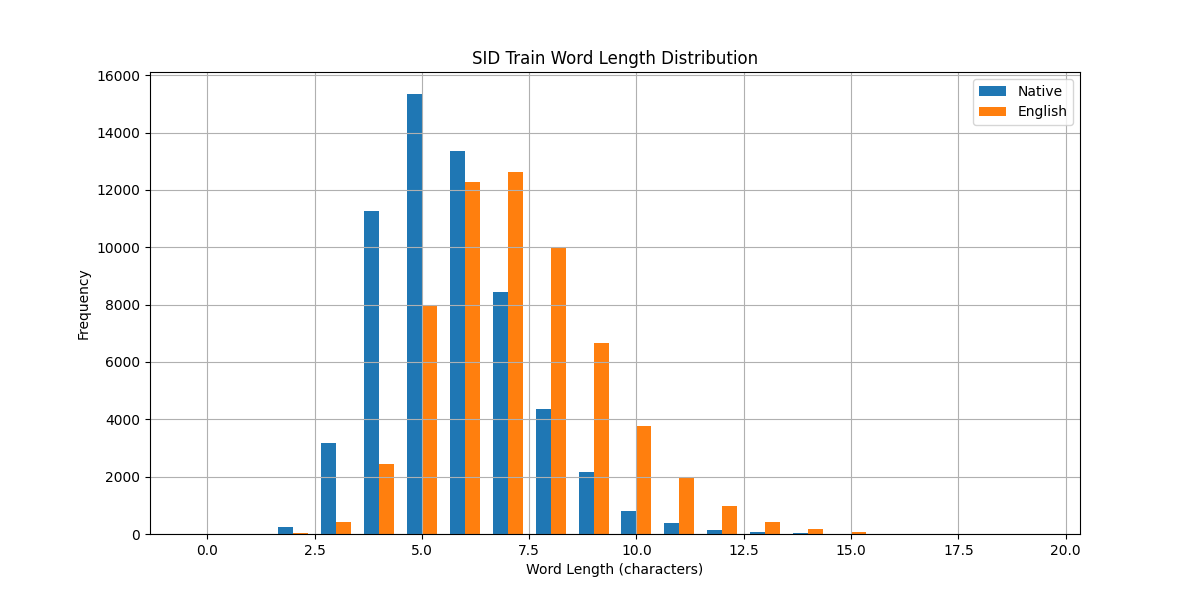 SID Train Word Length Distribution
16000
14000
12000
10000
8000
6000
4000
2000
0
Frequency
Native
English
0.0 2.5 5.0 7.5 10.0 12.5 15.0 17.5 20.0
Word Length (characters)